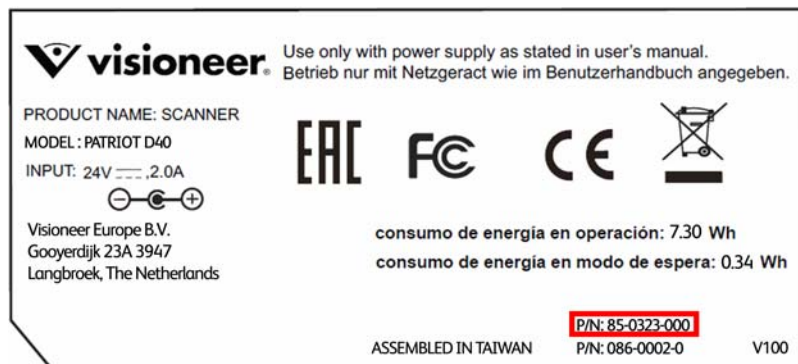 visioneer®
Use only with power supply as stated in user's manual.
Betrieb nur mit Netzgeract wie im Benutzerhandbuch angegeben.
PRODUCT NAME: SCANNER
MODEL : PATRIOT D40
INPUT: 24V ⎓ ,2.0A
EAC FC CE
Visioneer Europe B.V.
Gooyerdijk 23A 3947
Langbroek, The Netherlands
consumo de energía en operación: 7.30 Wh
consumo de energía en modo de espera: 0.34 Wh
P/N: 85-0323-000
ASSEMBLED IN TAIWAN P/N: 086-0002-0 V100